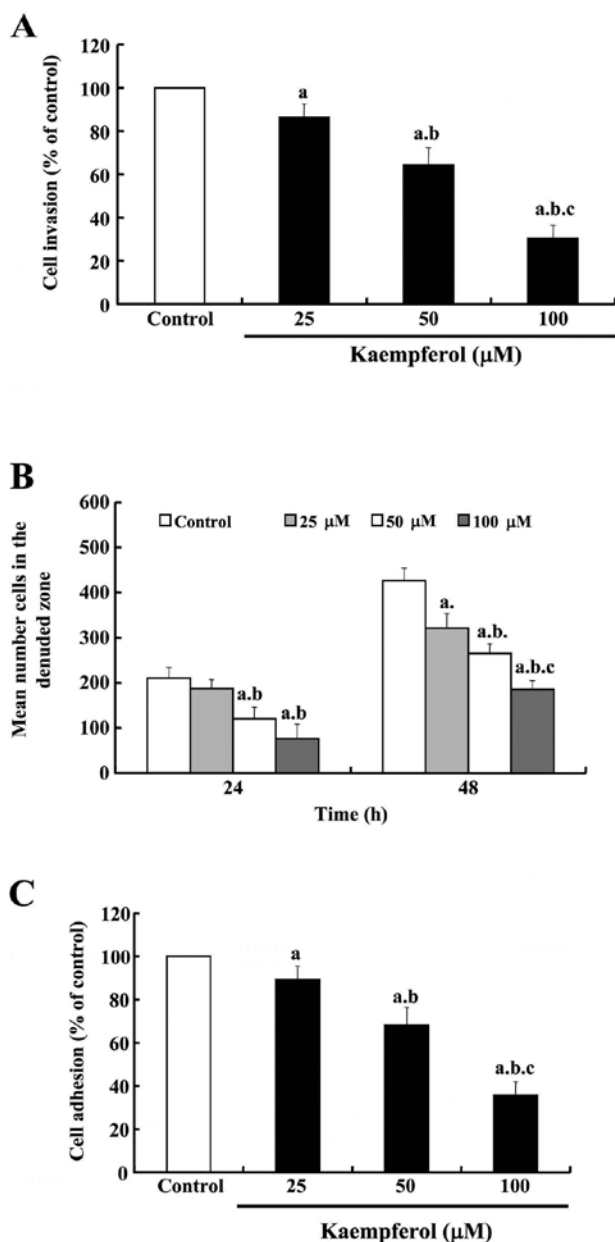 A
Cell invasion (% of control)
120
100
80
60
40
20
0
a
a.b
a.b.c
Control
25
50
100
Kaempferol (μM)
B
Mean number cells in the
denuded zone
600
500
400
300
200
100
0
Control
25 μM
50 μM
100 μM
a.b
a.b
a.
a.b.
a.b.c
24
48
Time (h)
C
Cell adhesion (% of control)
120
100
80
60
40
20
0
a
a.b
a.b.c
Control
25
50
100
Kaempferol (μM)